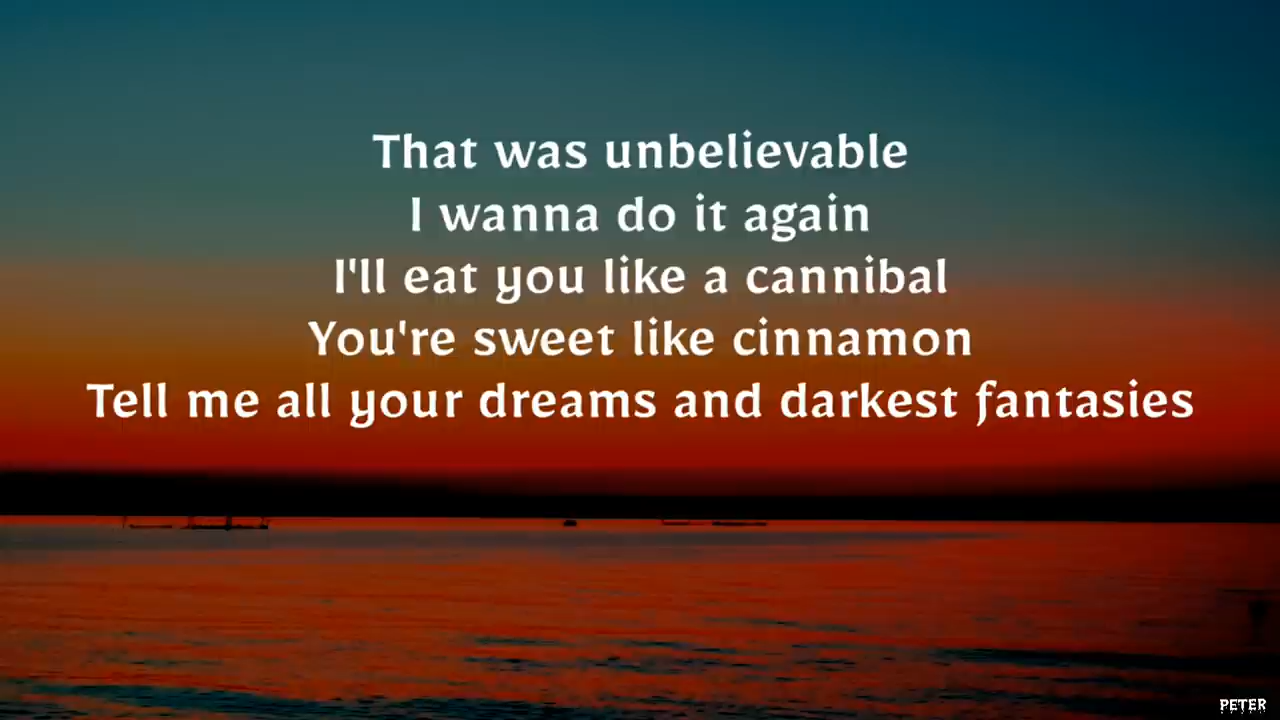 That was unbelievable
I wanna do it again
I'll eat you like a cannibal
You're sweet like cinnamon
Tell me all your dreams and darkest fantasies
PETER